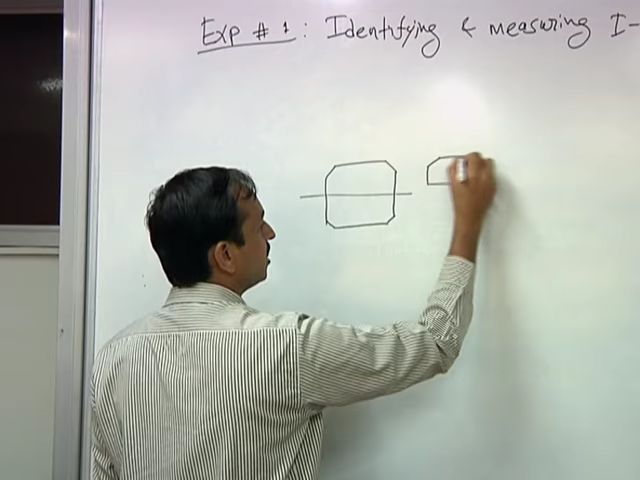 Exp # 1 : Identifying & measuring I-